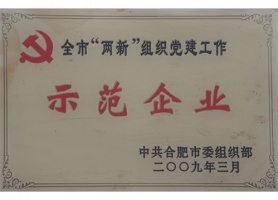 全市“两新”组织党建工作
示范企业
中共合肥市委组织部
二〇〇九年三月